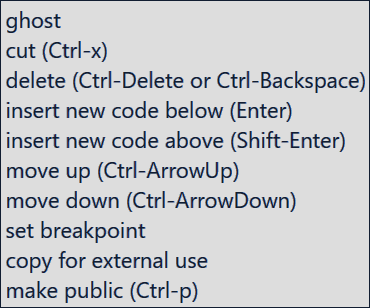 ghost
cut (Ctrl-x)
delete (Ctrl-Delete or Ctrl-Backspace)
insert new code below (Enter)
insert new code above (Shift-Enter)
move up (Ctrl-ArrowUp)
move down (Ctrl-ArrowDown)
set breakpoint
copy for external use
make public (Ctrl-p)